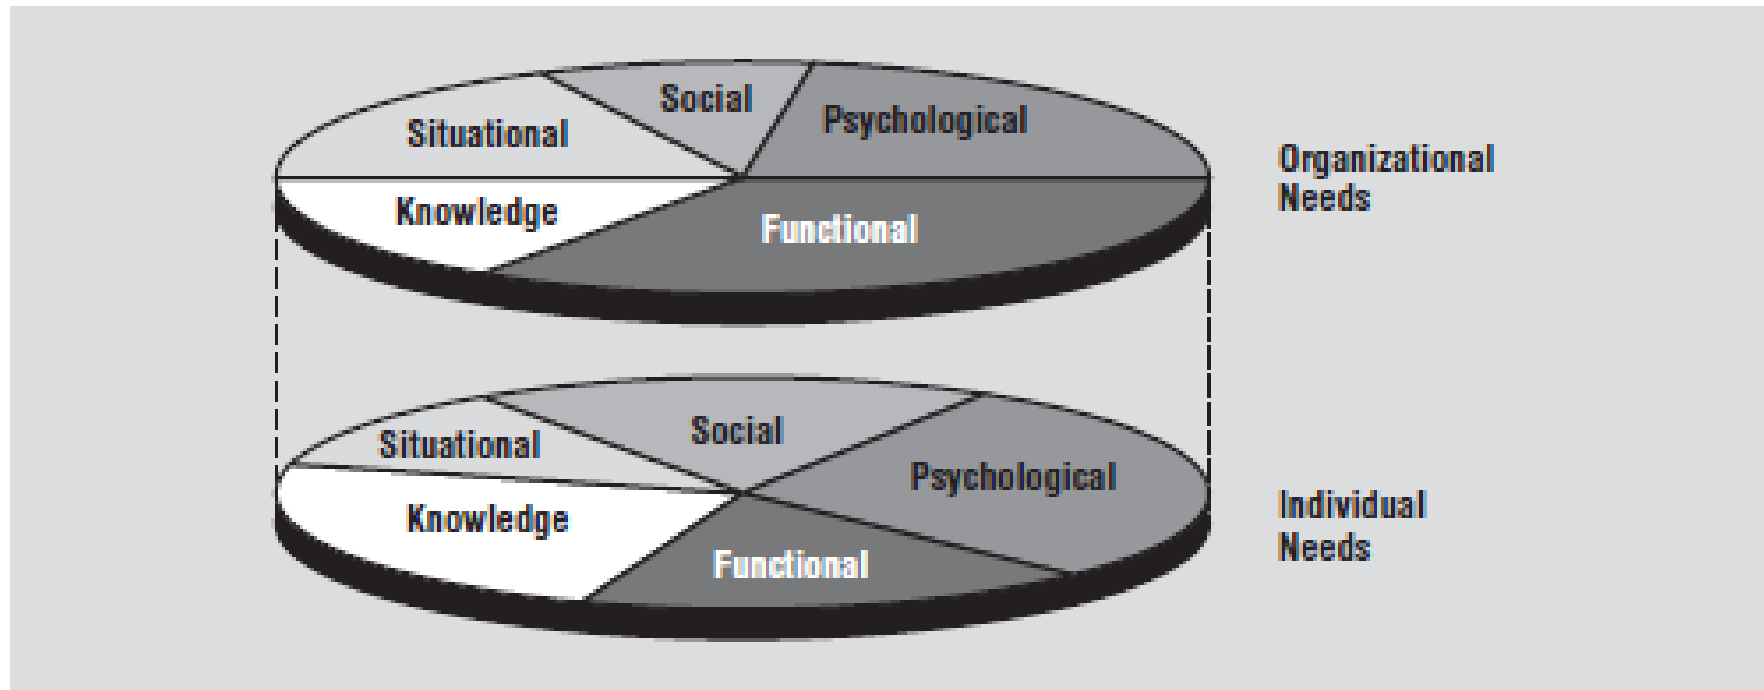 Social
Psychological
Situational
Organizational
Needs
Knowledge
Functional
Social
Situational
Psychological
Individual
Needs
Knowledge
Functional